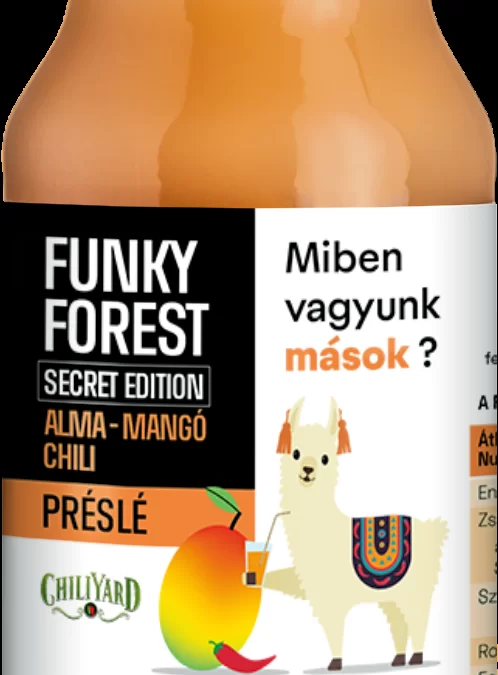 FUNKY
FOREST
SECRET EDITION
ALMA-MANGÓ
CHILI
PRÉSLÉ
CHILIYARD
Miben
vagyunk
mások ?